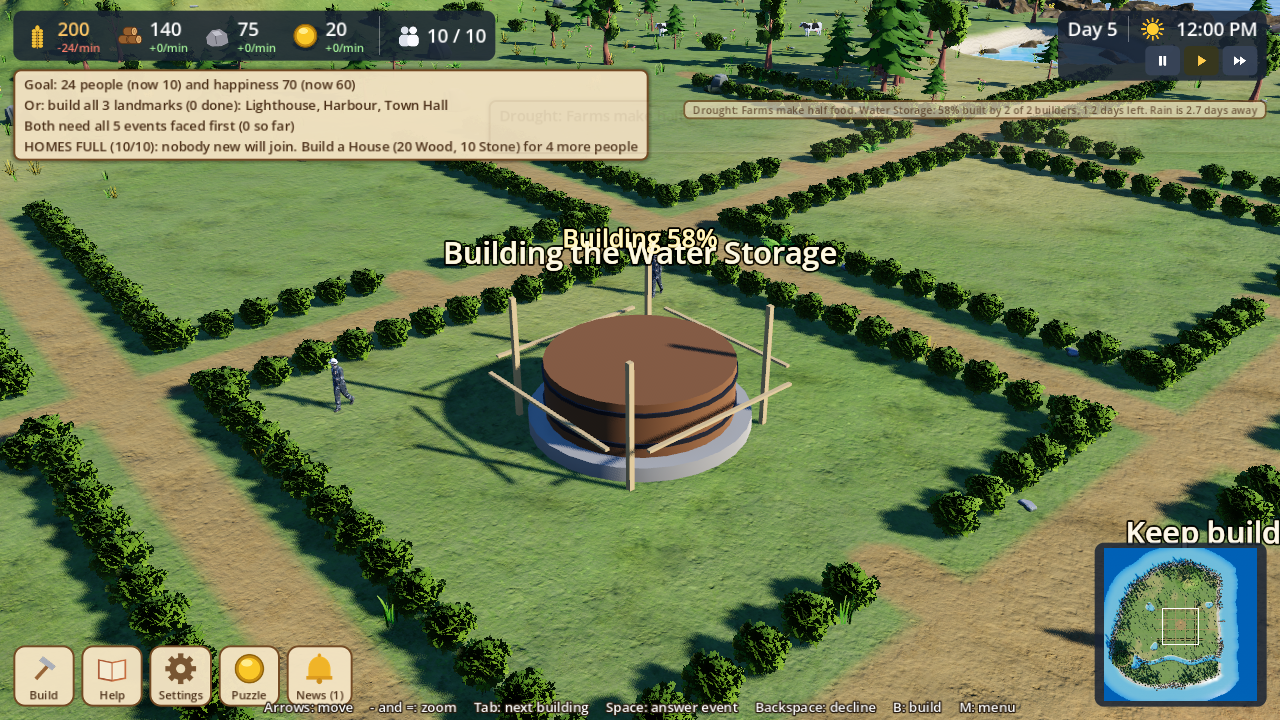 200
-24/min
140
+0/min
75
+0/min
20
+0/min
10 / 10
Day 5
12:00 PM
Goal: 24 people (now 10) and happiness 70 (now 60)
Or: build all 3 landmarks (0 done): Lighthouse, Harbour, Town Hall
Both need all 5 events faced first (0 so far)
HOMES FULL (10/10): nobody new will join. Build a House (20 Wood, 10 Stone) for 4 more people
Drought: Farms make half food. Water Storage: 58% built by 2 of 2 builders, 1.2 days left. Rain is 2.7 days away
Building 58%
Building the Water Storage
Keep build
Build
Help
Settings
Puzzle
News (1)
Arrows: move - and =: zoom Tab: next building Space: answer event Backspace: decline B: build M: menu